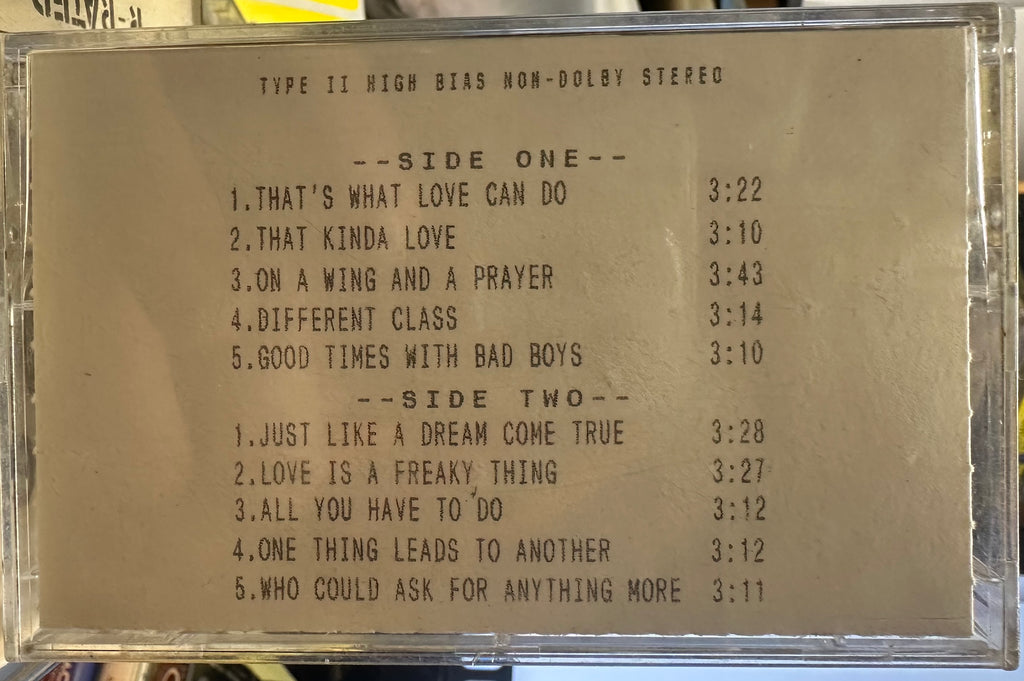 R-RATED
TYPE II HIGH BIAS NON-DOLBY STEREO
--SIDE ONE--
1.THAT'S WHAT LOVE CAN DO 3:22
2.THAT KINDA LOVE 3:10
3.ON A WING AND A PRAYER 3:43
4.DIFFERENT CLASS 3:14
5.GOOD TIMES WITH BAD BOYS 3:10
--SIDE TWO--
1.JUST LIKE A DREAM COME TRUE 3:28
2.LOVE IS A FREAKY THING 3:27
3.ALL YOU HAVE TO DO 3:12
4.ONE THING LEADS TO ANOTHER 3:12
5.WHO COULD ASK FOR ANYTHING MORE 3:11